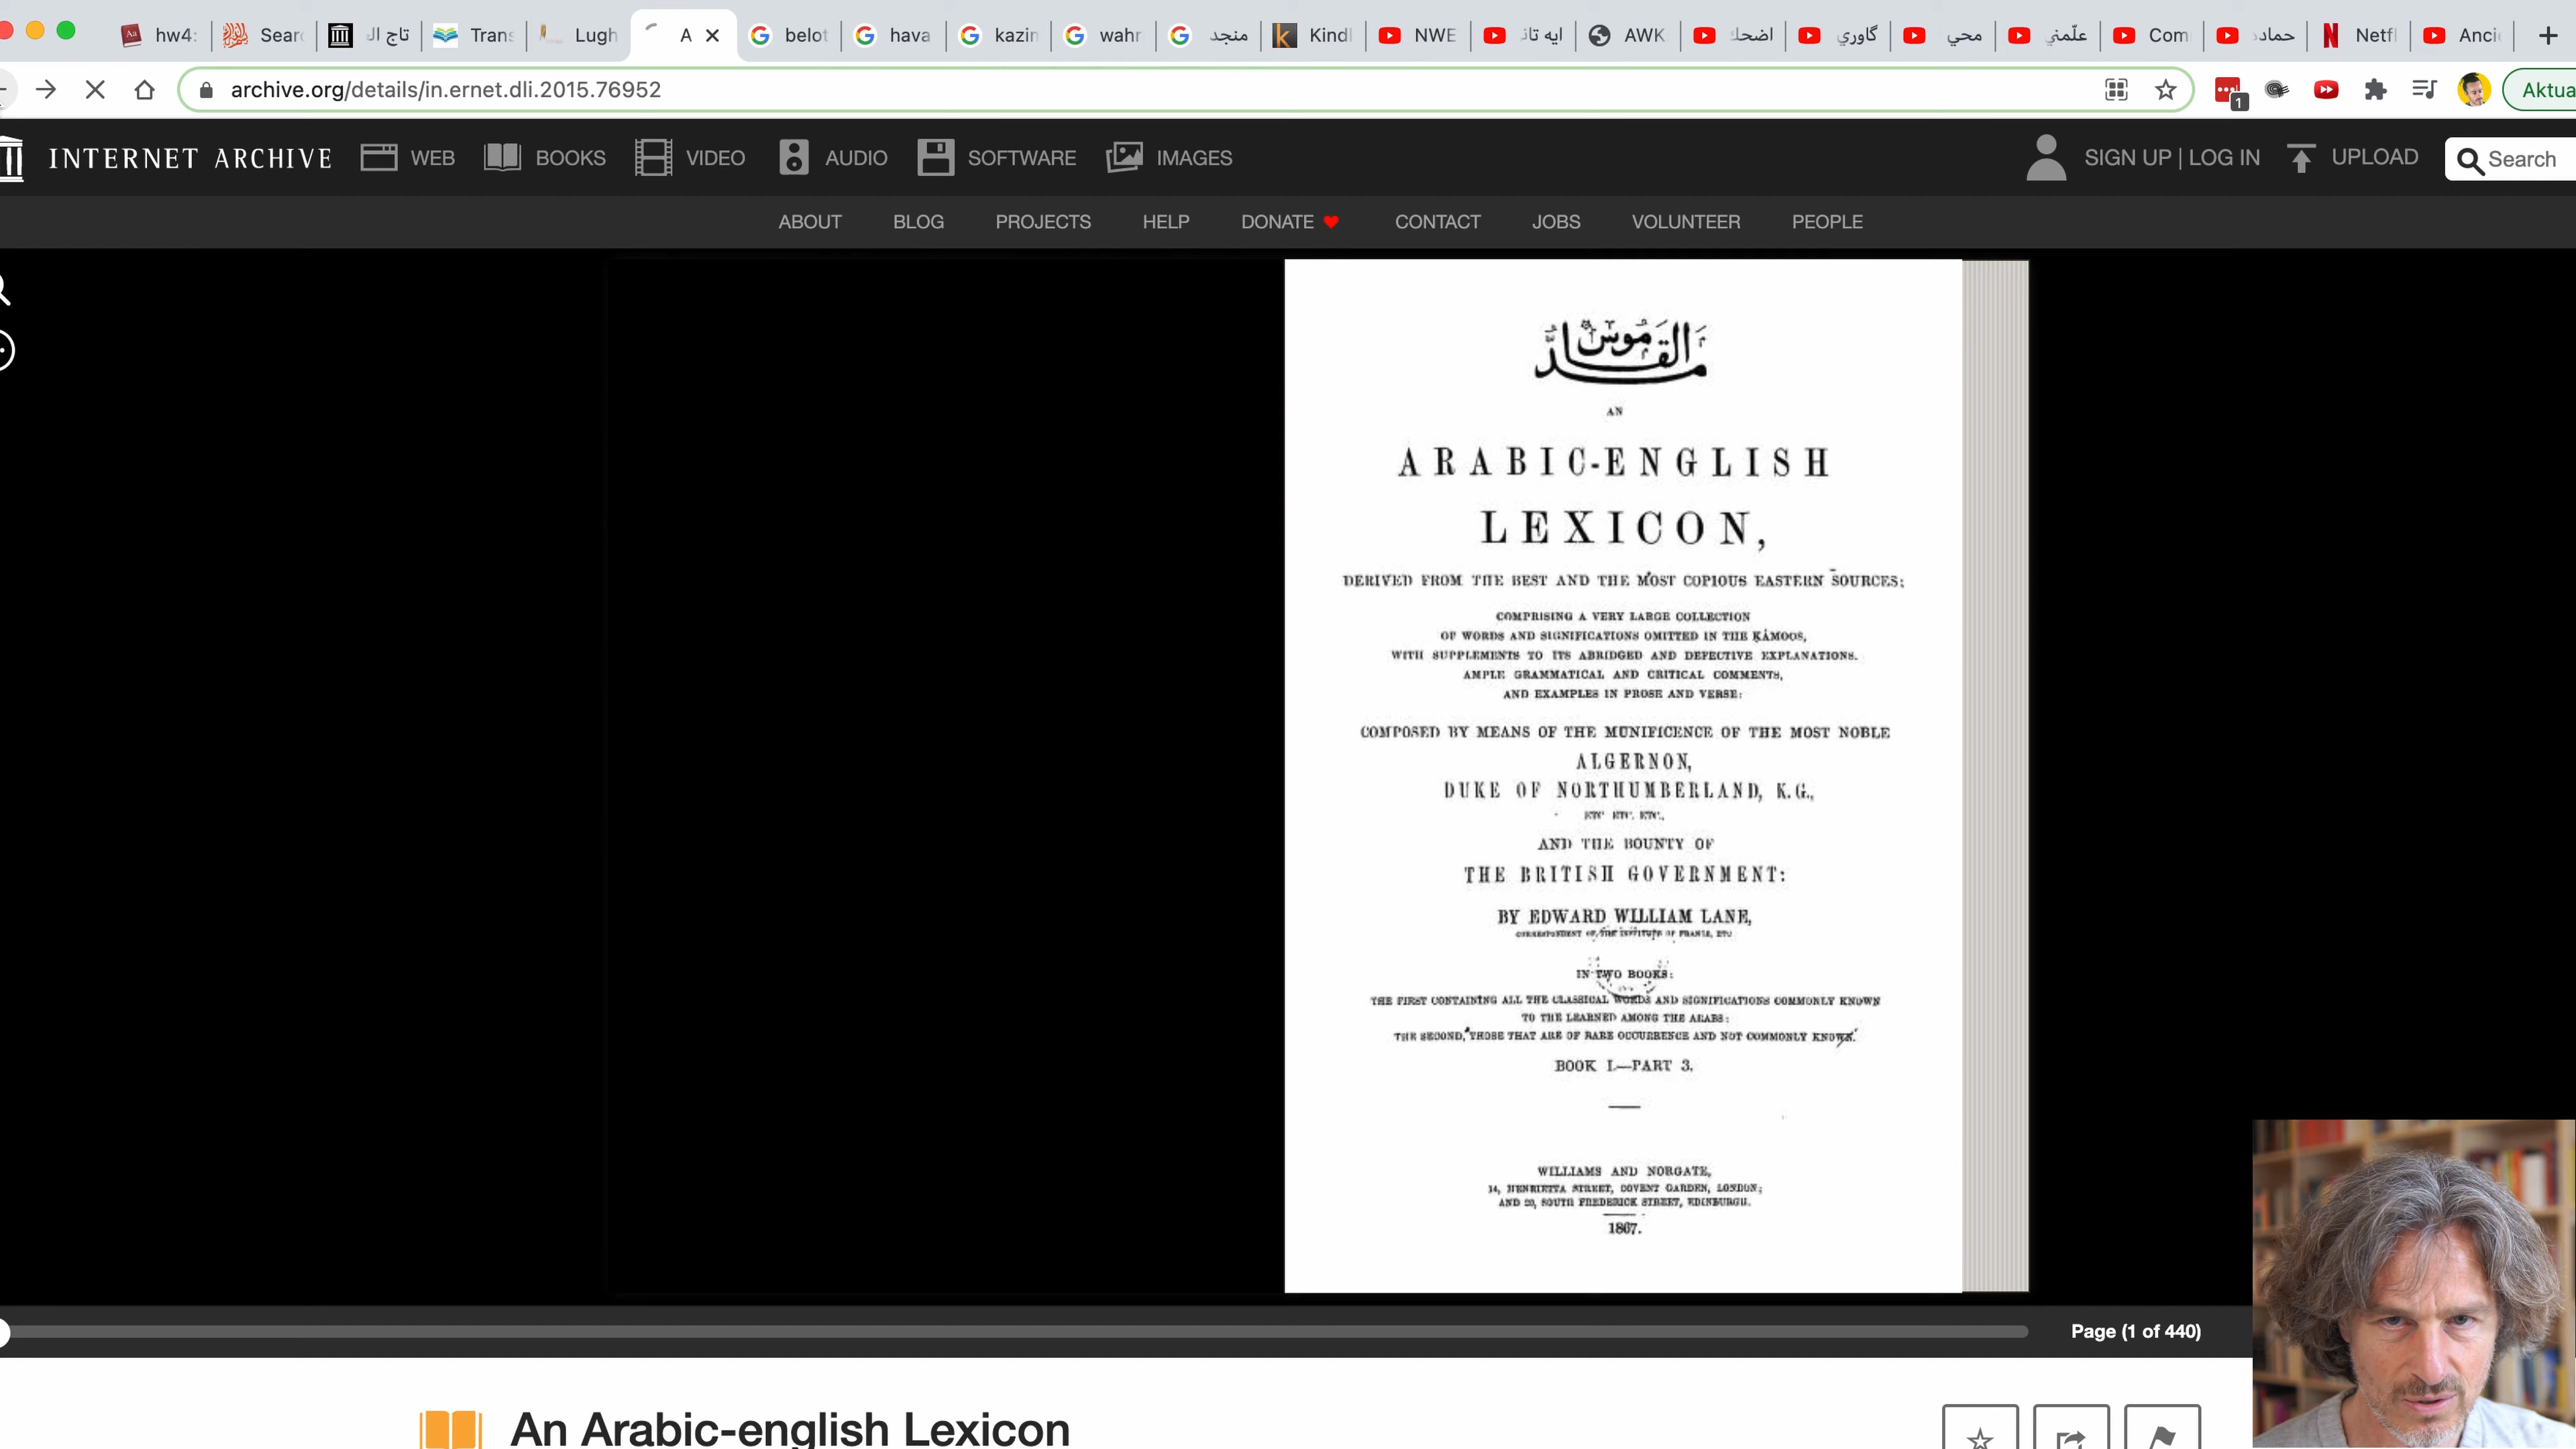 hw4:
Sear
تاج ال
Trans
Lugh
A
belot
hava
kazim
wahr
منجد
Kindl
NWE
ايه تان
AWK
اضحك
گاوري
محي
علّمني
Com
حماد
Netfl
Anci
archive.org/details/in.ernet.dli.2015.76952
1
Aktua
INTERNET ARCHIVE
WEB
BOOKS
VIDEO
AUDIO
SOFTWARE
IMAGES
SIGN UP | LOG IN
UPLOAD
Search
ABOUT
BLOG
PROJECTS
HELP
DONATE
CONTACT
JOBS
VOLUNTEER
PEOPLE
مَدُّ القَامُوس
AN
ARABIC-ENGLISH
LEXICON,
DERIVED FROM THE BEST AND THE MOST COPIOUS EASTERN SOURCES;
COMPRISING A VERY LARGE COLLECTION
OF WORDS AND SIGNIFICATIONS OMITTED IN THE ḲÁMOOS,
WITH SUPPLEMENTS TO ITS ABRIDGED AND DEFECTIVE EXPLANATIONS.
AMPLE GRAMMATICAL AND CRITICAL COMMENTS,
AND EXAMPLES IN PROSE AND VERSE:
COMPOSED BY MEANS OF THE MUNIFICENCE OF THE MOST NOBLE
ALGERNON,
DUKE OF NORTHUMBERLAND, K.G.,
ETC. ETC. ETC.,
AND THE BOUNTY OF
THE BRITISH GOVERNMENT:
BY EDWARD WILLIAM LANE,
CORRESPONDENT OF THE INSTITUTE OF FRANCE, ETC
IN TWO BOOKS:
THE FIRST CONTAINING ALL THE CLASSICAL WORDS AND SIGNIFICATIONS COMMONLY KNOWN
TO THE LEARNED AMONG THE ARABS:
THE SECOND, THOSE THAT ARE OF RARE OCCURRENCE AND NOT COMMONLY KNOWN.
BOOK I.—PART 3.
WILLIAMS AND NORGATE,
14, HENRIETTA STREET, COVENT GARDEN, LONDON;
AND 20, SOUTH FREDERICK STREET, EDINBURGH.
1867.
Page (1 of 440)
An Arabic-english Lexicon